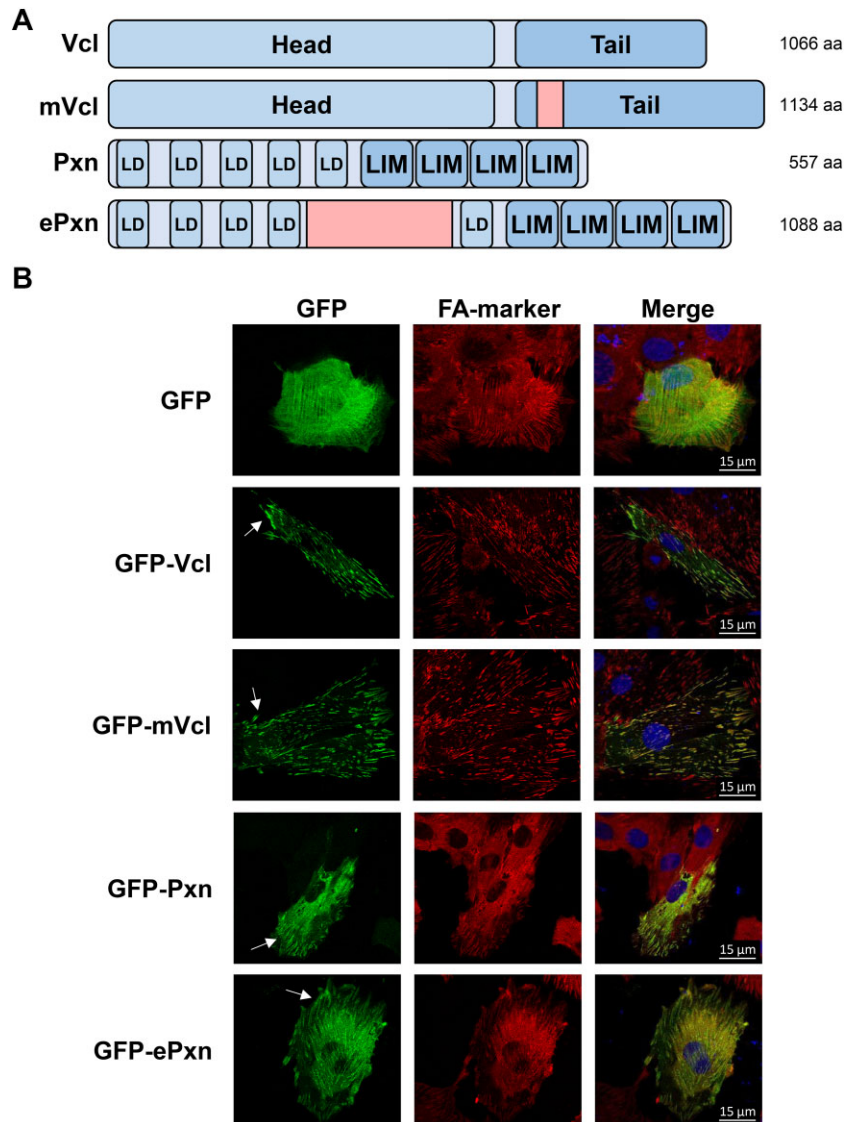 A
Vcl Head Tail 1066 aa
mVcl Head Tail 1134 aa
Pxn LD LD LD LD LD LIM LIM LIM LIM 557 aa
ePxn LD LD LD LD LD LIM LIM LIM LIM 1088 aa
B
GFP FA-marker Merge
GFP
15 µm
GFP-Vcl
15 µm
GFP-mVcl
15 µm
GFP-Pxn
15 µm
GFP-ePxn
15 µm